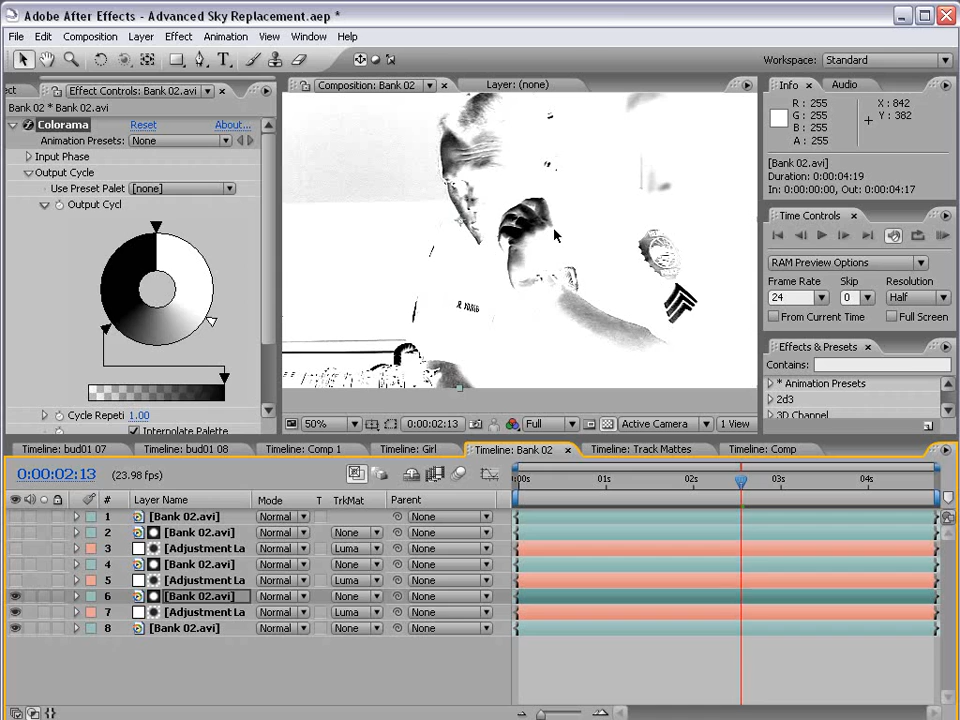 Adobe After Effects - Advanced Sky Replacement.aep *
File Edit Composition Layer Effect Animation View Window Help
Workspace: Standard
Effect Controls: Bank 02.avi
Composition: Bank 02
Layer: (none)
Info Audio
Bank 02 * Bank 02.avi
Colorama Reset About...
Animation Presets: None
Input Phase
Output Cycle
Use Preset Palet [none]
Output Cycl
Cycle Repeti 1.00
Interpolate Palette
R : 255
G : 255
B : 255
A : 255
X : 842
Y : 382
[Bank 02.avi]
Duration: 0:00:04:19
In: 0:00:00:00, Out: 0:00:04:17
Time Controls
RAM Preview Options
Frame Rate Skip Resolution
24 0 Half
From Current Time Full Screen
Effects & Presets
Contains:
* Animation Presets
2d3
3D Channel
50% 0:00:02:13 Full Active Camera 1 View
Timeline: bud01 07 Timeline: bud01 08 Timeline: Comp 1 Timeline: Girl Timeline: Bank 02 Timeline: Track Mattes Timeline: Comp
0:00:02:13 (23.98 fps)
:00s 01s 02s 03s 04s
# Layer Name Mode T TrkMat Parent
1 [Bank 02.avi] Normal None
2 [Bank 02.avi] Normal None None
3 [Adjustment La Normal Luma None
4 [Bank 02.avi] Normal None None
5 [Adjustment La Normal Luma None
6 [Bank 02.avi] Normal None None
7 [Adjustment La Normal Luma None
8 [Bank 02.avi] Normal None None